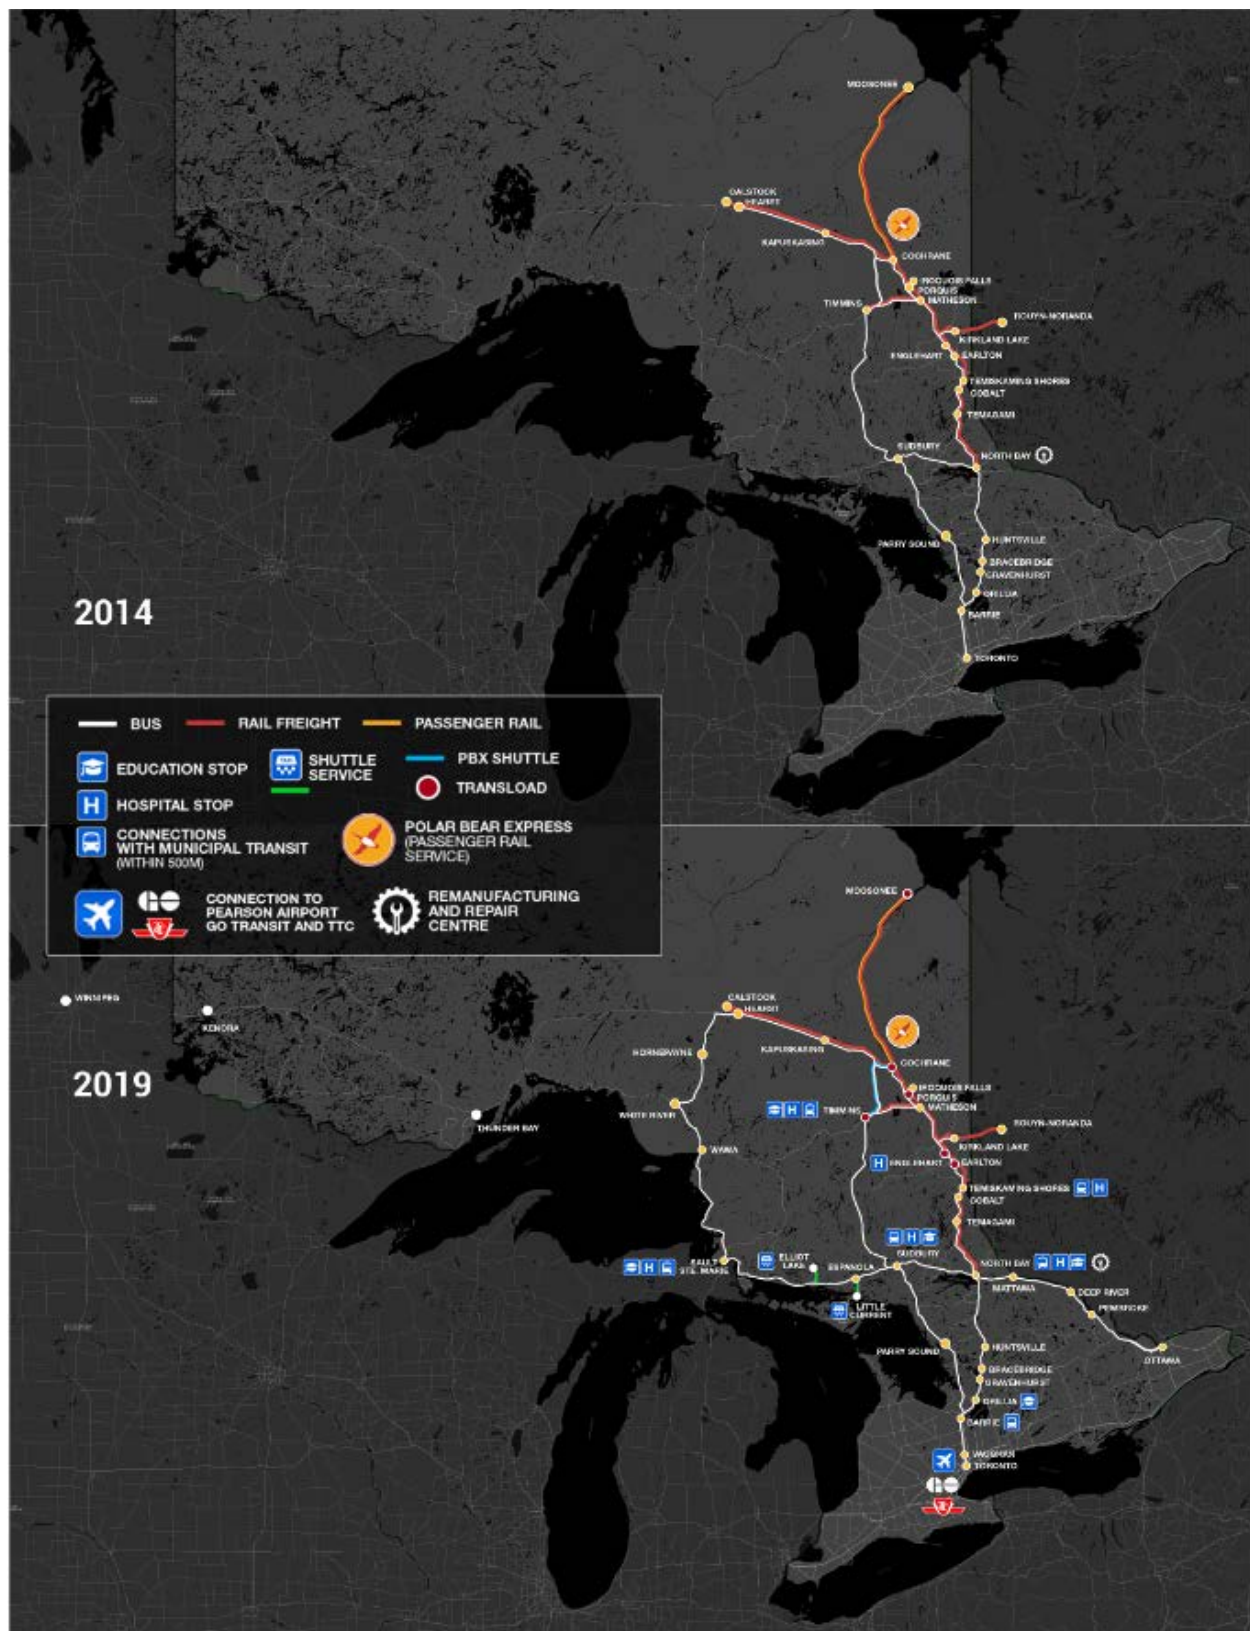 MOOSONEE
CALSTOCK
HEARST
KAPUSKASING
COCHRANE
IROQUOIS FALLS
PORQUIS
MATHESON
TIMMINS
ROUYN-NORANDA
KIRKLAND LAKE
ENGLEHART
EARLTON
TEMISKAMING SHORES
COBALT
TEMAGAMI
SUDBURY
NORTH BAY
PARRY SOUND
HUNTSVILLE
BRACEBRIDGE
GRAVENHURST
ORILLIA
BARRIE
TORONTO
2014
BUS
RAIL FREIGHT
PASSENGER RAIL
EDUCATION STOP
SHUTTLE
SERVICE
PBX SHUTTLE
TRANSLOAD
H
HOSPITAL STOP
CONNECTIONS
WITH MUNICIPAL TRANSIT
(WITHIN 500M)
POLAR BEAR EXPRESS
(PASSENGER RAIL
SERVICE)
CONNECTION TO
PEARSON AIRPORT
GO TRANSIT AND TTC
REMANUFACTURING
AND REPAIR
CENTRE
MOOSONEE
WINNIPEG
KENORA
CALSTOCK
HEARST
HORNEPAYNE
KAPUSKASING
COCHRANE
2019
IROQUOIS FALLS
PORQUIS
MATHESON
WHITE RIVER
THUNDER BAY
H
TIMMINS
ROUYN-NORANDA
KIRKLAND LAKE
WAWA
H
ENGLEHART
EARLTON
TEMISKAMING SHORES
H
COBALT
TEMAGAMI
H
SUDBURY
H
SAULT
STE. MARIE
ELLIOT
LAKE
ESPANOLA
NORTH BAY
H
MATTAWA
DEEP RIVER
PEMBROKE
LITTLE
CURRENT
PARRY SOUND
HUNTSVILLE
OTTAWA
BRACEBRIDGE
GRAVENHURST
ORILLIA
BARRIE
VAUGHAN
TORONTO